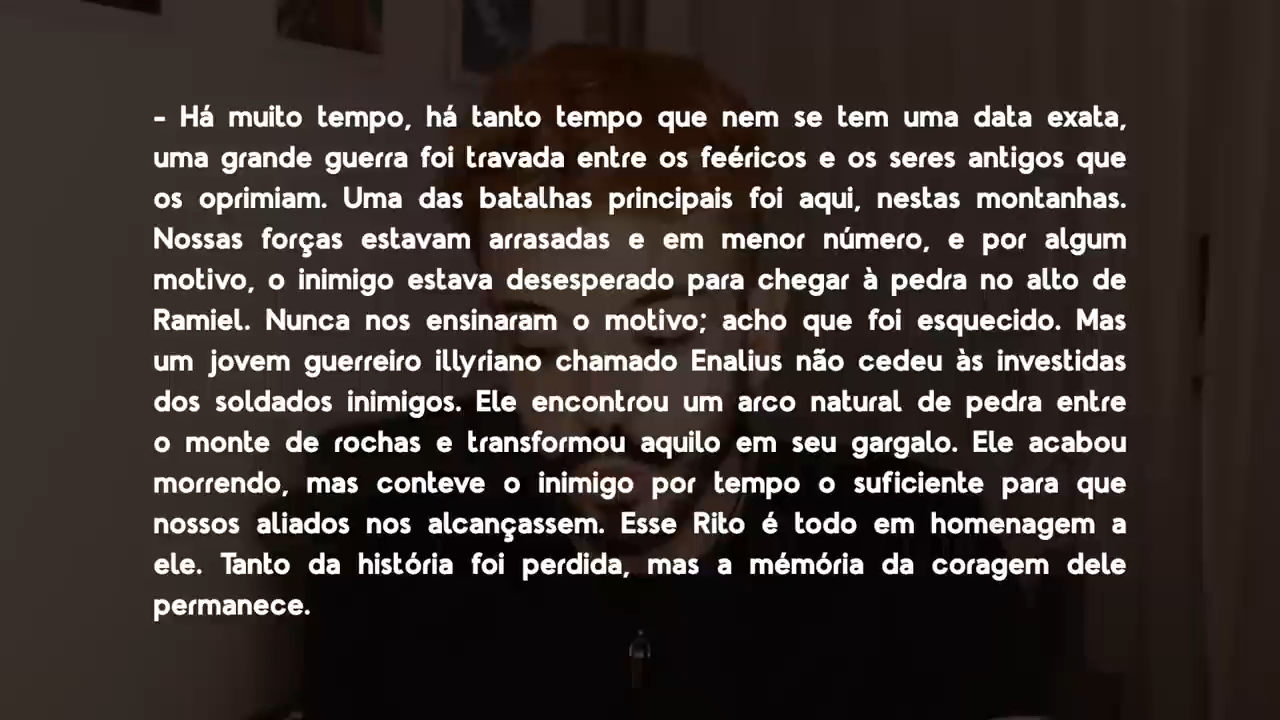 - Há muito tempo, há tanto tempo que nem se tem uma data exata,
uma grande guerra foi travada entre os feéricos e os seres antigos que
os oprimiam. Uma das batalhas principais foi aqui, nestas montanhas.
Nossas forças estavam arrasadas e em menor número, e por algum
motivo, o inimigo estava desesperado para chegar à pedra no alto de
Ramiel. Nunca nos ensinaram o motivo; acho que foi esquecido. Mas
um jovem guerreiro illyriano chamado Enalius não cedeu às investidas
dos soldados inimigos. Ele encontrou um arco natural de pedra entre
o monte de rochas e transformou aquilo em seu gargalo. Ele acabou
morrendo, mas conteve o inimigo por tempo o suficiente para que
nossos aliados nos alcançassem. Esse Rito é todo em homenagem a
ele. Tanto da história foi perdida, mas a mémória da coragem dele
permanece.